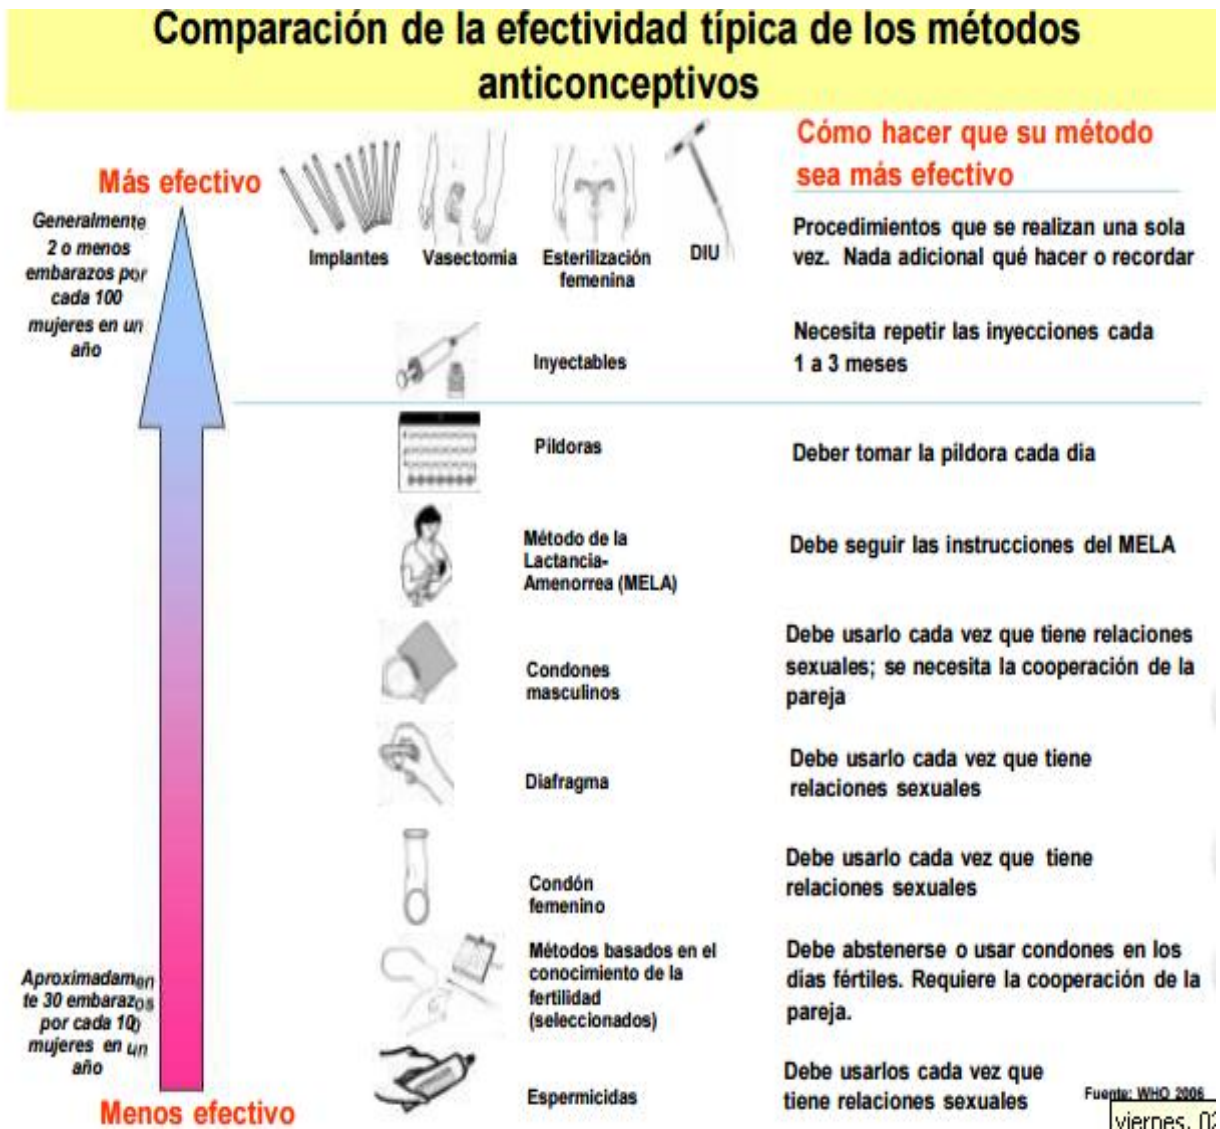 Comparación de la efectividad típica de los métodos
anticonceptivos
Más efectivo
Generalmente
2 o menos
embarazos por
cada 100
mujeres en un
año
Implantes
Vasectomia
Esterilización
femenina
DIU
Cómo hacer que su método
sea más efectivo
Procedimientos que se realizan una sola
vez. Nada adicional qué hacer o recordar
Inyectables
Necesita repetir las inyecciones cada
1 a 3 meses
Píldoras
Deber tomar la pildora cada dia
Método de la
Lactancia-
Amenorrea (MELA)
Debe seguir las instrucciones del MELA
Condones
masculinos
Debe usarlo cada vez que tiene relaciones
sexuales; se necesita la cooperación de la
pareja
Diafragma
Debe usarlo cada vez que tiene
relaciones sexuales
Condón
femenino
Debe usarlo cada vez que tiene
relaciones sexuales
Métodos basados en el
conocimiento de la
fertilidad
(seleccionados)
Debe abstenerse o usar condones en los
días fértiles. Requiere la cooperación de la
pareja.
Aproximadamen
te 30 embarazos
por cada 100
mujeres en un
año
Espermicidas
Debe usarlos cada vez que
tiene relaciones sexuales
Menos efectivo
Fuente: WHO 2006
viernes, 02